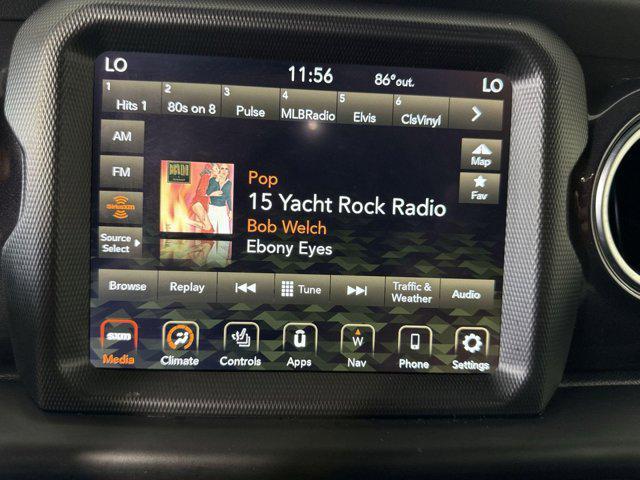 LO 11:56 86°out. LO
1 Hits 1 2 80s on 8 3 Pulse 4 MLBRadio 5 Elvis 6 ClsVinyl
AM
FM
siriusxm
Source
Select
Map
Fav
Pop
15 Yacht Rock Radio
Bob Welch
Ebony Eyes
Browse Replay Tune Traffic &
Weather Audio
sxm W
Media Climate Controls Apps Nav Phone Settings